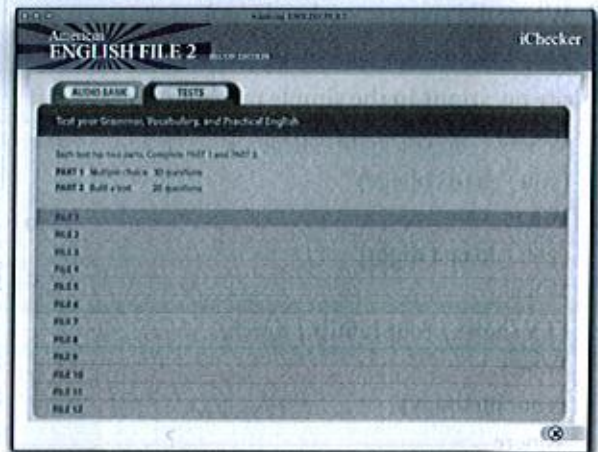 American
ENGLISH FILE 2
SECOND EDITION
iChecker
AUDIO BANK
TESTS
Test your Grammar, Vocabulary, and Practical English
Each test has two parts. Complete PART 1 and PART 2.
PART 1 Multiple choice 30 questions
PART 2 Build a text 20 questions
FILE 1
FILE 2
FILE 3
FILE 4
FILE 5
FILE 6
FILE 7
FILE 8
FILE 9
FILE 10
FILE 11
FILE 12